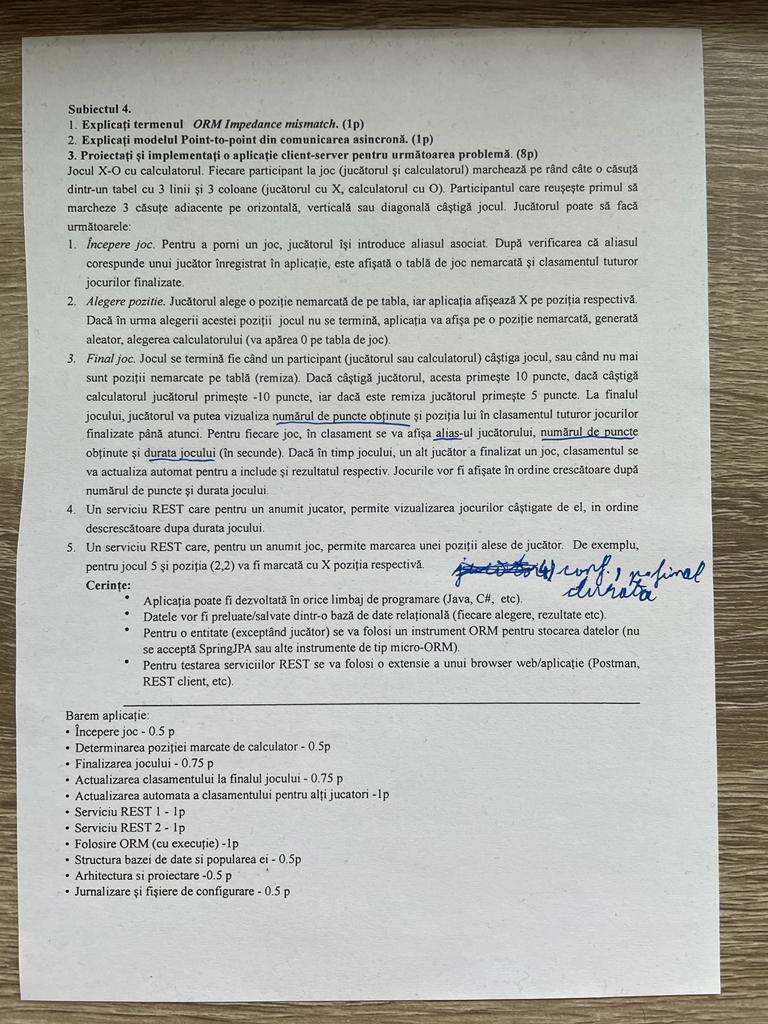 Subiectul 4.
1. Explicați termenul ORM Impedance mismatch. (1p)
2. Explicați modelul Point-to-point din comunicarea asincronă. (1p)
3. Proiectați și implementați o aplicație client-server pentru următoarea problemă. (8p)
Jocul X-O cu calculatorul. Fiecare participant la joc (jucătorul și calculatorul) marchează pe rând câte o căsuță
dintr-un tabel cu 3 linii și 3 coloane (jucătorul cu X, calculatorul cu O). Participantul care reușește primul să
marcheze 3 căsuțe adiacente pe orizontală, verticală sau diagonală câștigă jocul. Jucătorul poate să facă
următoarele:
1. Începere joc. Pentru a porni un joc, jucătorul își introduce aliasul asociat. După verificarea că aliasul
corespunde unui jucător înregistrat în aplicație, este afișată o tablă de joc nemarcată și clasamentul tuturor
jocurilor finalizate.
2. Alegere pozitie. Jucătorul alege o poziție nemarcată de pe tabla, iar aplicația afișează X pe poziția respectivă.
Dacă în urma alegerii acestei poziții jocul nu se termină, aplicația va afișa pe o poziție nemarcată, generată
aleator, alegerea calculatorului (va apărea 0 pe tabla de joc).
3. Final joc. Jocul se termină fie când un participant (jucătorul sau calculatorul) câștiga jocul, sau când nu mai
sunt poziții nemarcate pe tablă (remiza). Dacă câștigă jucătorul, acesta primește 10 puncte, dacă câștigă
calculatorul jucătorul primește -10 puncte, iar dacă este remiza jucătorul primește 5 puncte. La finalul
jocului, jucătorul va putea vizualiza numărul de puncte obținute și poziția lui în clasamentul tuturor jocurilor
finalizate până atunci. Pentru fiecare joc, în clasament se va afișa alias-ul jucătorului, numărul de puncte
obținute și durata jocului (în secunde). Dacă în timp jocului, un alt jucător a finalizat un joc, clasamentul se
va actualiza automat pentru a include și rezultatul respectiv. Jocurile vor fi afișate în ordine crescătoare după
numărul de puncte și durata jocului.
4. Un serviciu REST care pentru un anumit jucator, permite vizualizarea jocurilor câștigate de el, in ordine
descrescătoare dupa durata jocului.
5. Un serviciu REST care, pentru un anumit joc, permite marcarea unei poziții alese de jucător. De exemplu,
pentru jocul 5 și poziția (2,2) va fi marcată cu X poziția respectivă.
conf.,
durata
Cerințe:
• Aplicația poate fi dezvoltată în orice limbaj de programare (Java, C#, etc).
• Datele vor fi preluate/salvate dintr-o bază de date relațională (fiecare alegere, rezultate etc).
• Pentru o entitate (exceptând jucător) se va folosi un instrument ORM pentru stocarea datelor (nu
se acceptă SpringJPA sau alte instrumente de tip micro-ORM).
• Pentru testarea serviciilor REST se va folosi o extensie a unui browser web/aplicație (Postman,
REST client, etc).
Barem aplicație:
• Începere joc - 0.5 p
• Determinarea poziției marcate de calculator - 0.5p
• Finalizarea jocului - 0.75 p
• Actualizarea clasamentului la finalul jocului - 0.75 p
• Actualizarea automata a clasamentului pentru alți jucatori -1p
• Serviciu REST 1 - 1p
• Serviciu REST 2 - 1p
• Folosire ORM (cu execuție) -1p
• Structura bazei de date si popularea ei - 0.5p
• Arhitectura si proiectare -0.5 p
• Jurnalizare și fișiere de configurare - 0.5 p